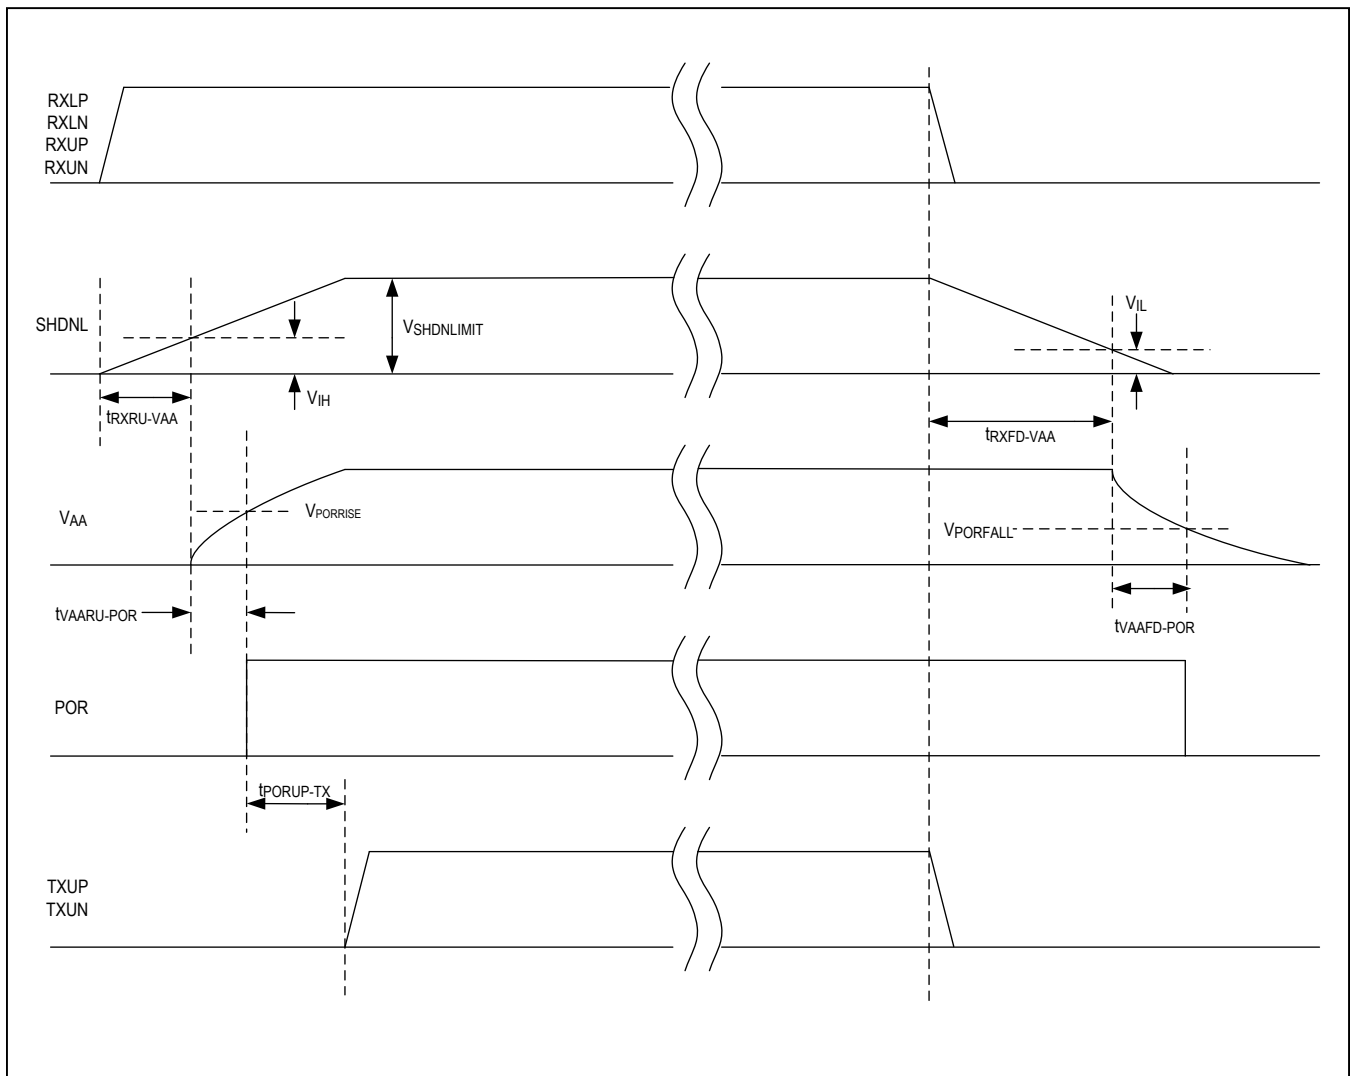 RXLP
RXLN
RXUP
RXUN
SHDNL
VSHDNLIMIT
VIH
VIL
tRXRU-VAA
tRXFD-VAA
VAA
VPORRISE
VPORFALL
tVAARU-POR
tVAAFD-POR
POR
tPORUP-TX
TXUP
TXUN